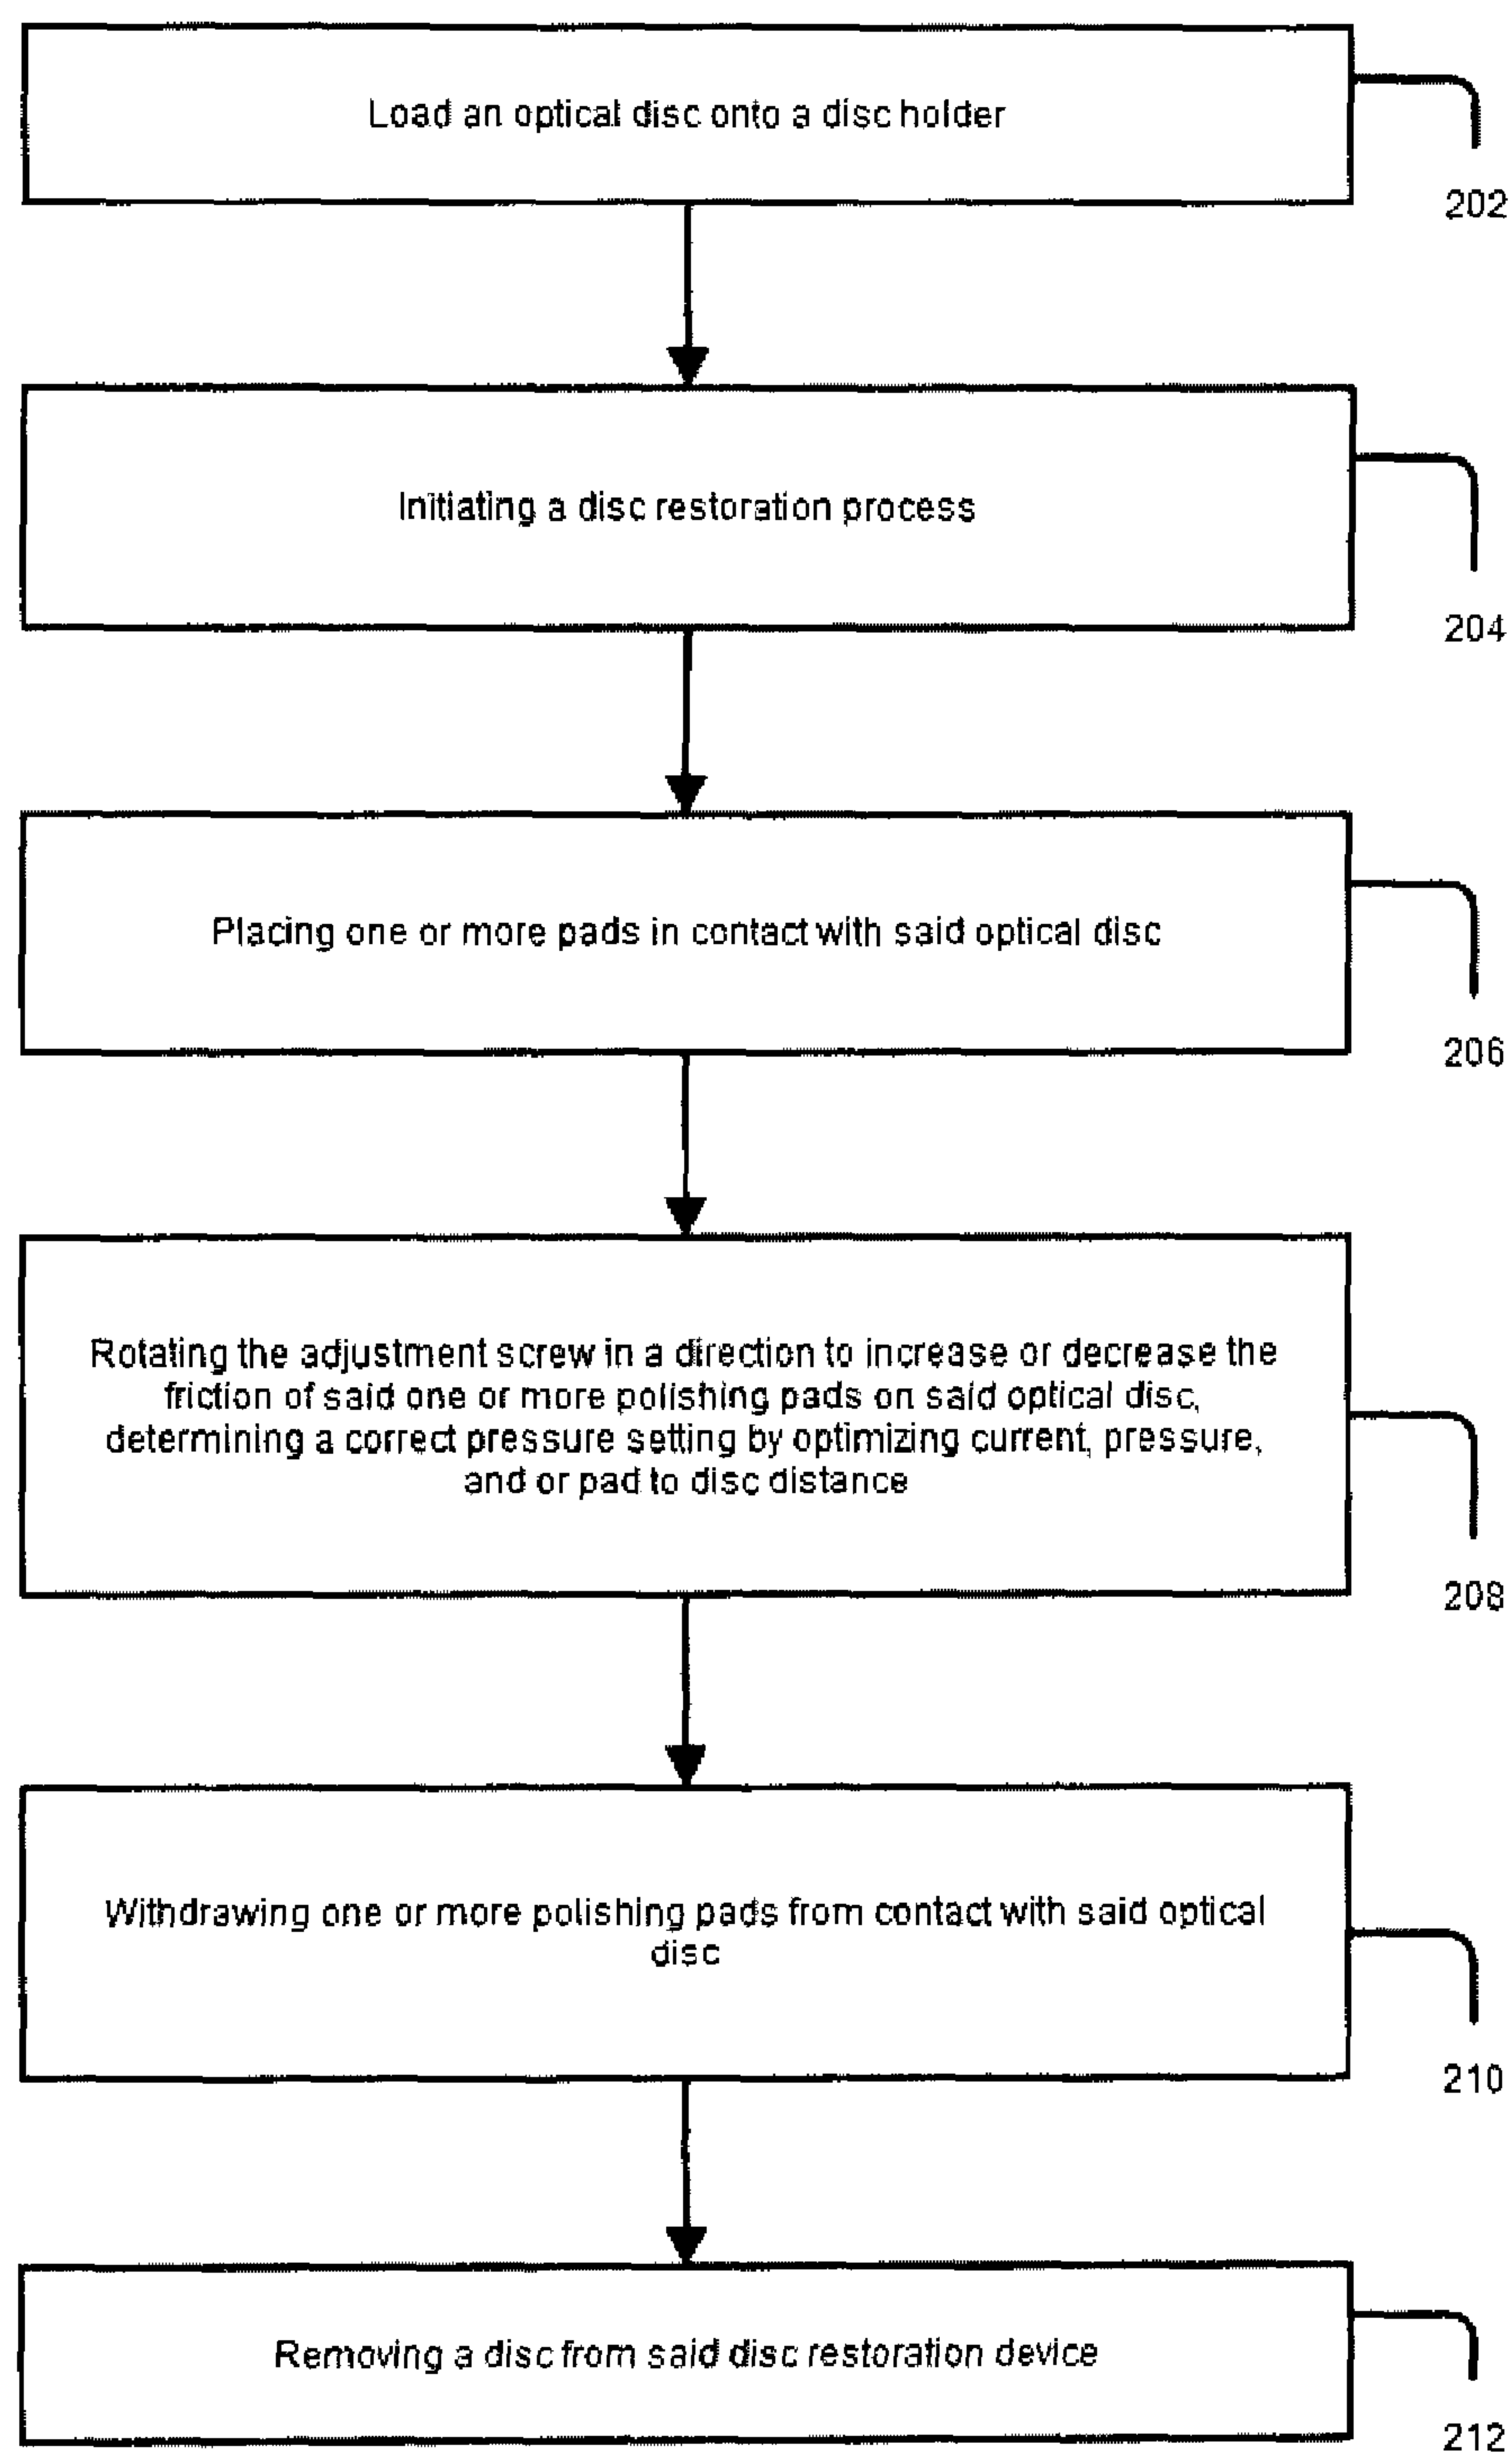 Load an optical disc onto a disc holder
202
Initiating a disc restoration process
204
Placing one or more pads in contact with said optical disc
206
Rotating the adjustment screw in a direction to increase or decrease the
friction of said one or more polishing pads on said optical disc,
determining a correct pressure setting by optimizing current, pressure,
and or pad to disc distance
208
Withdrawing one or more polishing pads from contact with said optical
disc
210
Removing a disc from said disc restoration device
212